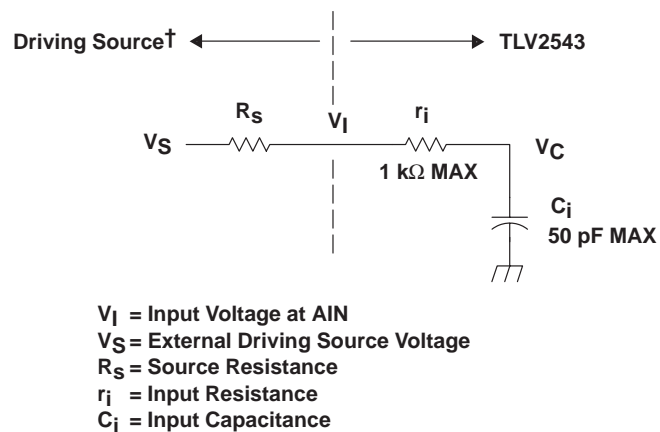 Driving Source† TLV2543
Rs VI ri
VS VC
1 kΩ MAX
Ci
50 pF MAX
VI = Input Voltage at AIN
VS = External Driving Source Voltage
Rs = Source Resistance
ri = Input Resistance
Ci = Input Capacitance